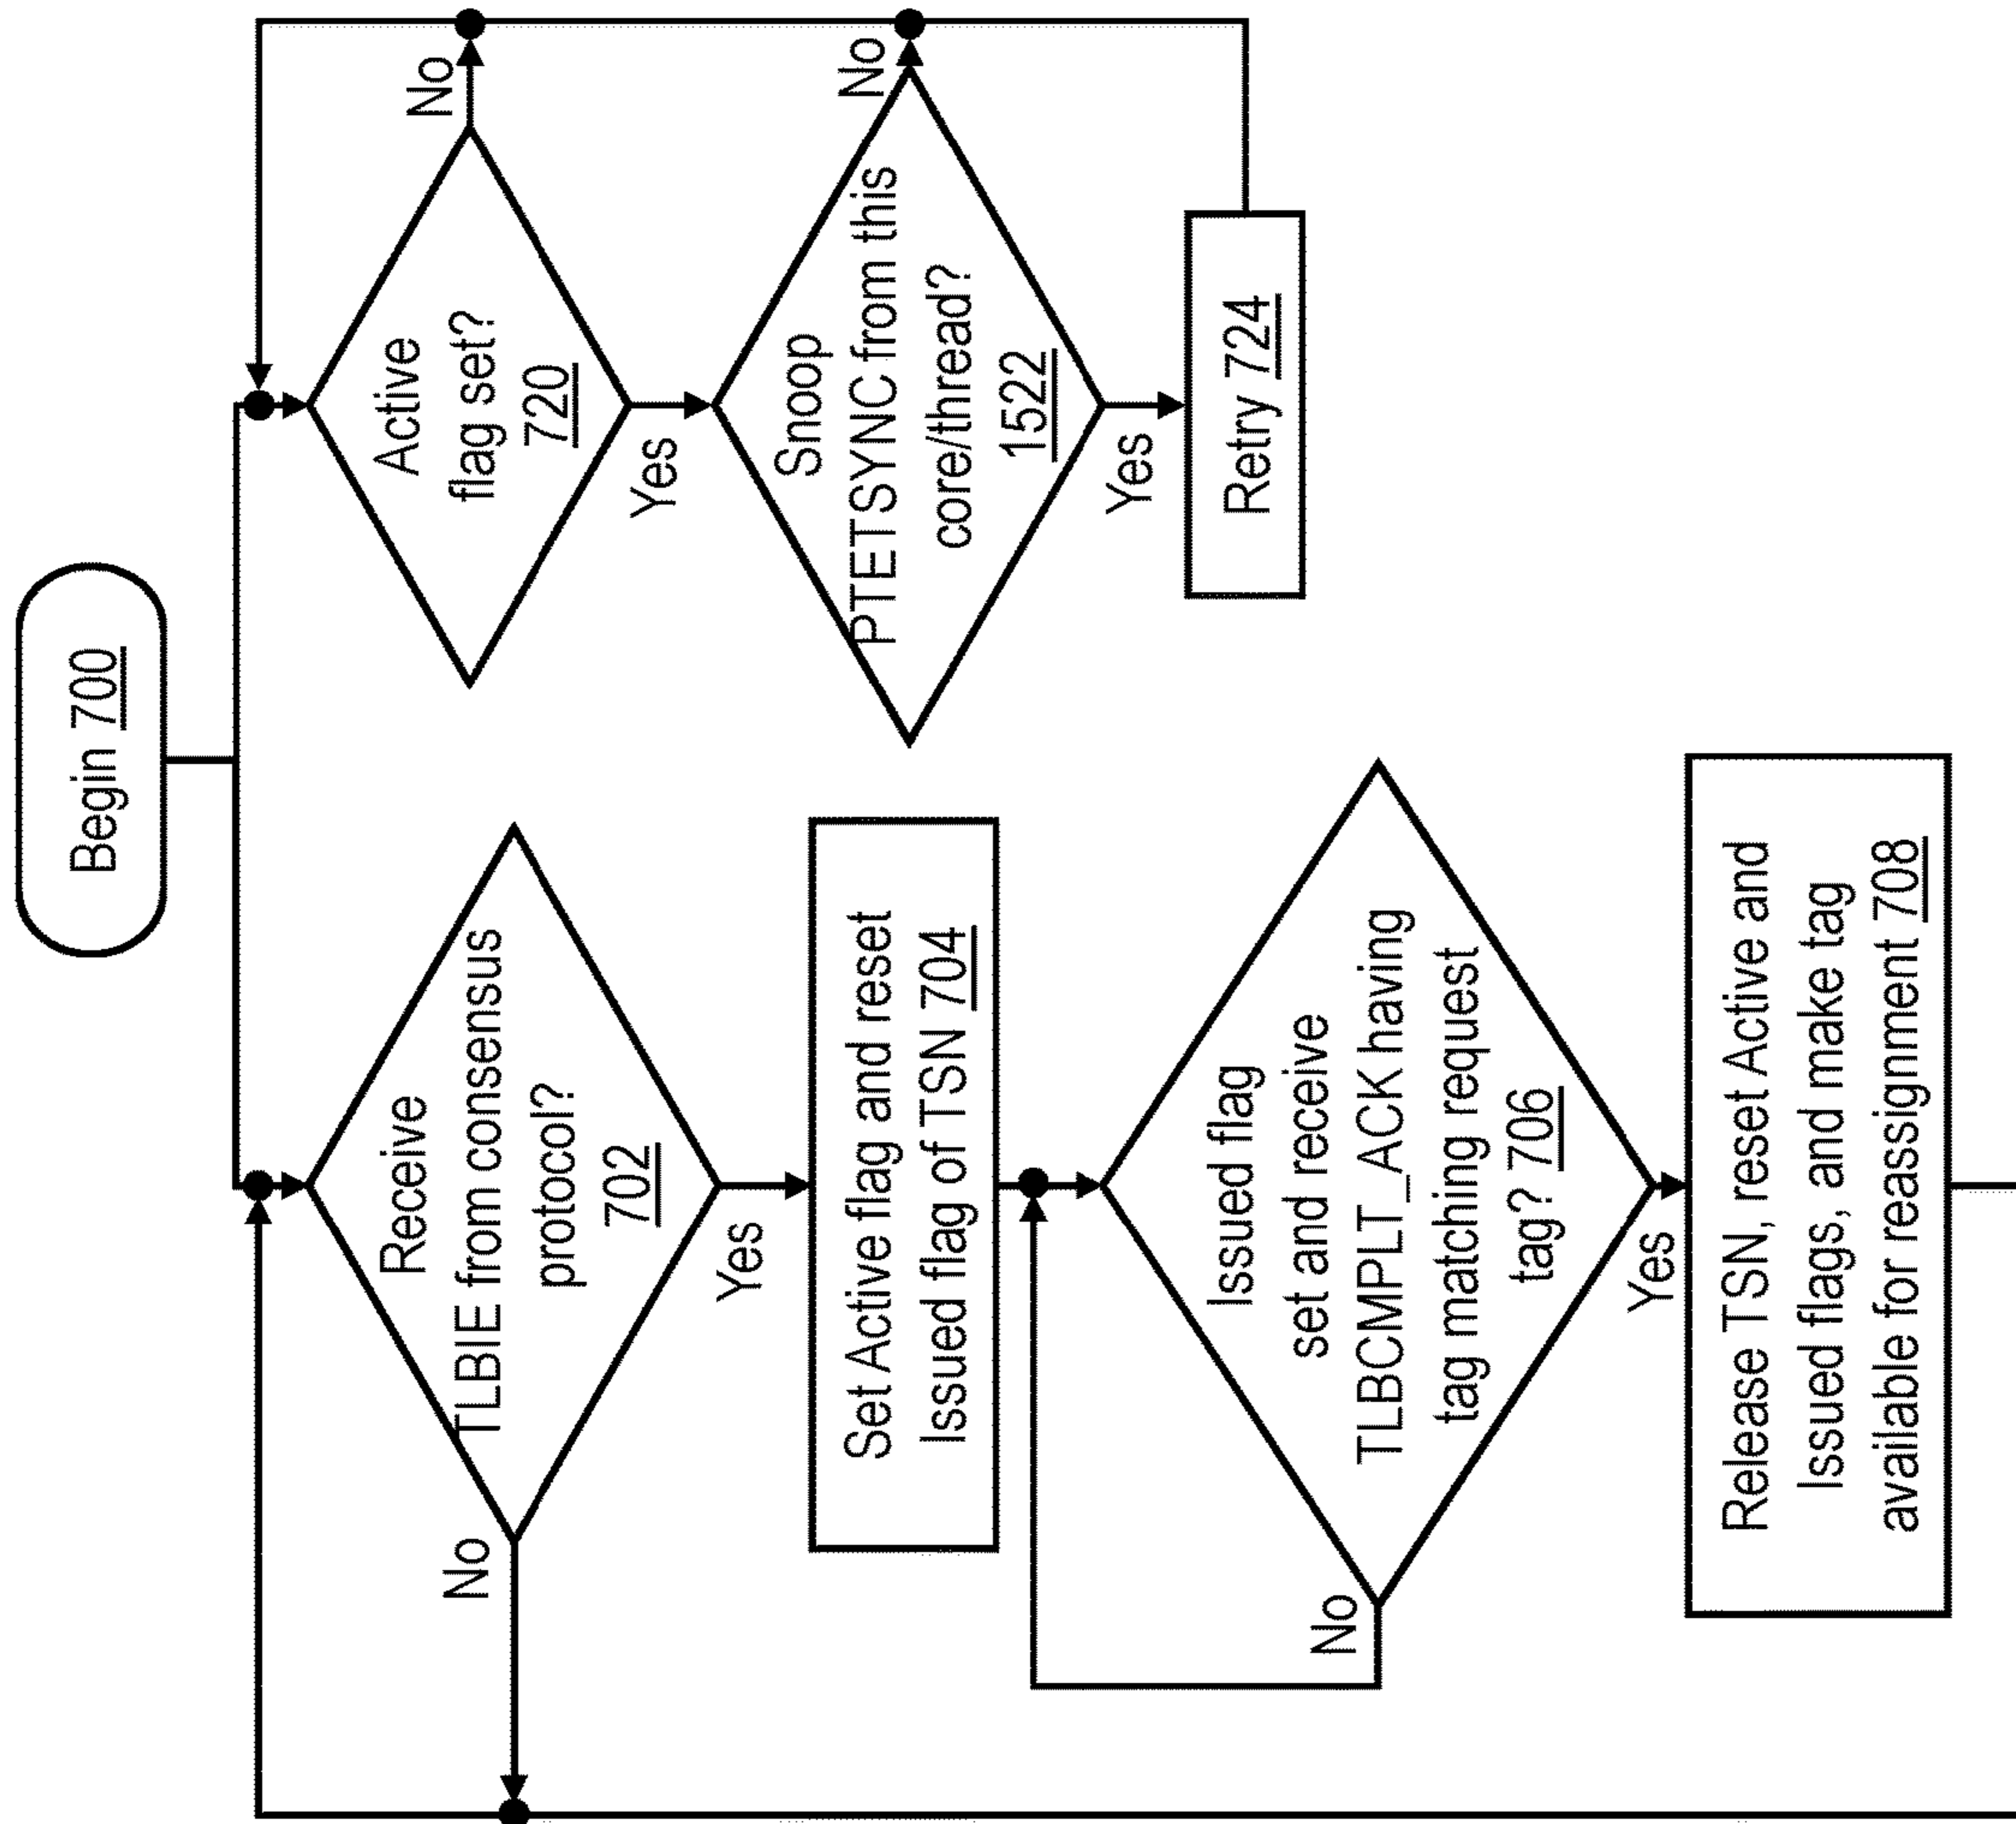 Begin 700
Receive
TLBIE from consensus
protocol?
702
No
Yes
Set Active flag and reset
Issued flag of TSN 704
Issued flag
set and receive
TLBCMPLT_ACK having
tag matching request
tag? 706
No
Yes
Release TSN, reset Active and
Issued flags, and make tag
available for reassignment 708
Active
flag set?
720
No
Yes
Snoop
PTETSYNC from this
core/thread?
1522
No
Yes
Retry 724